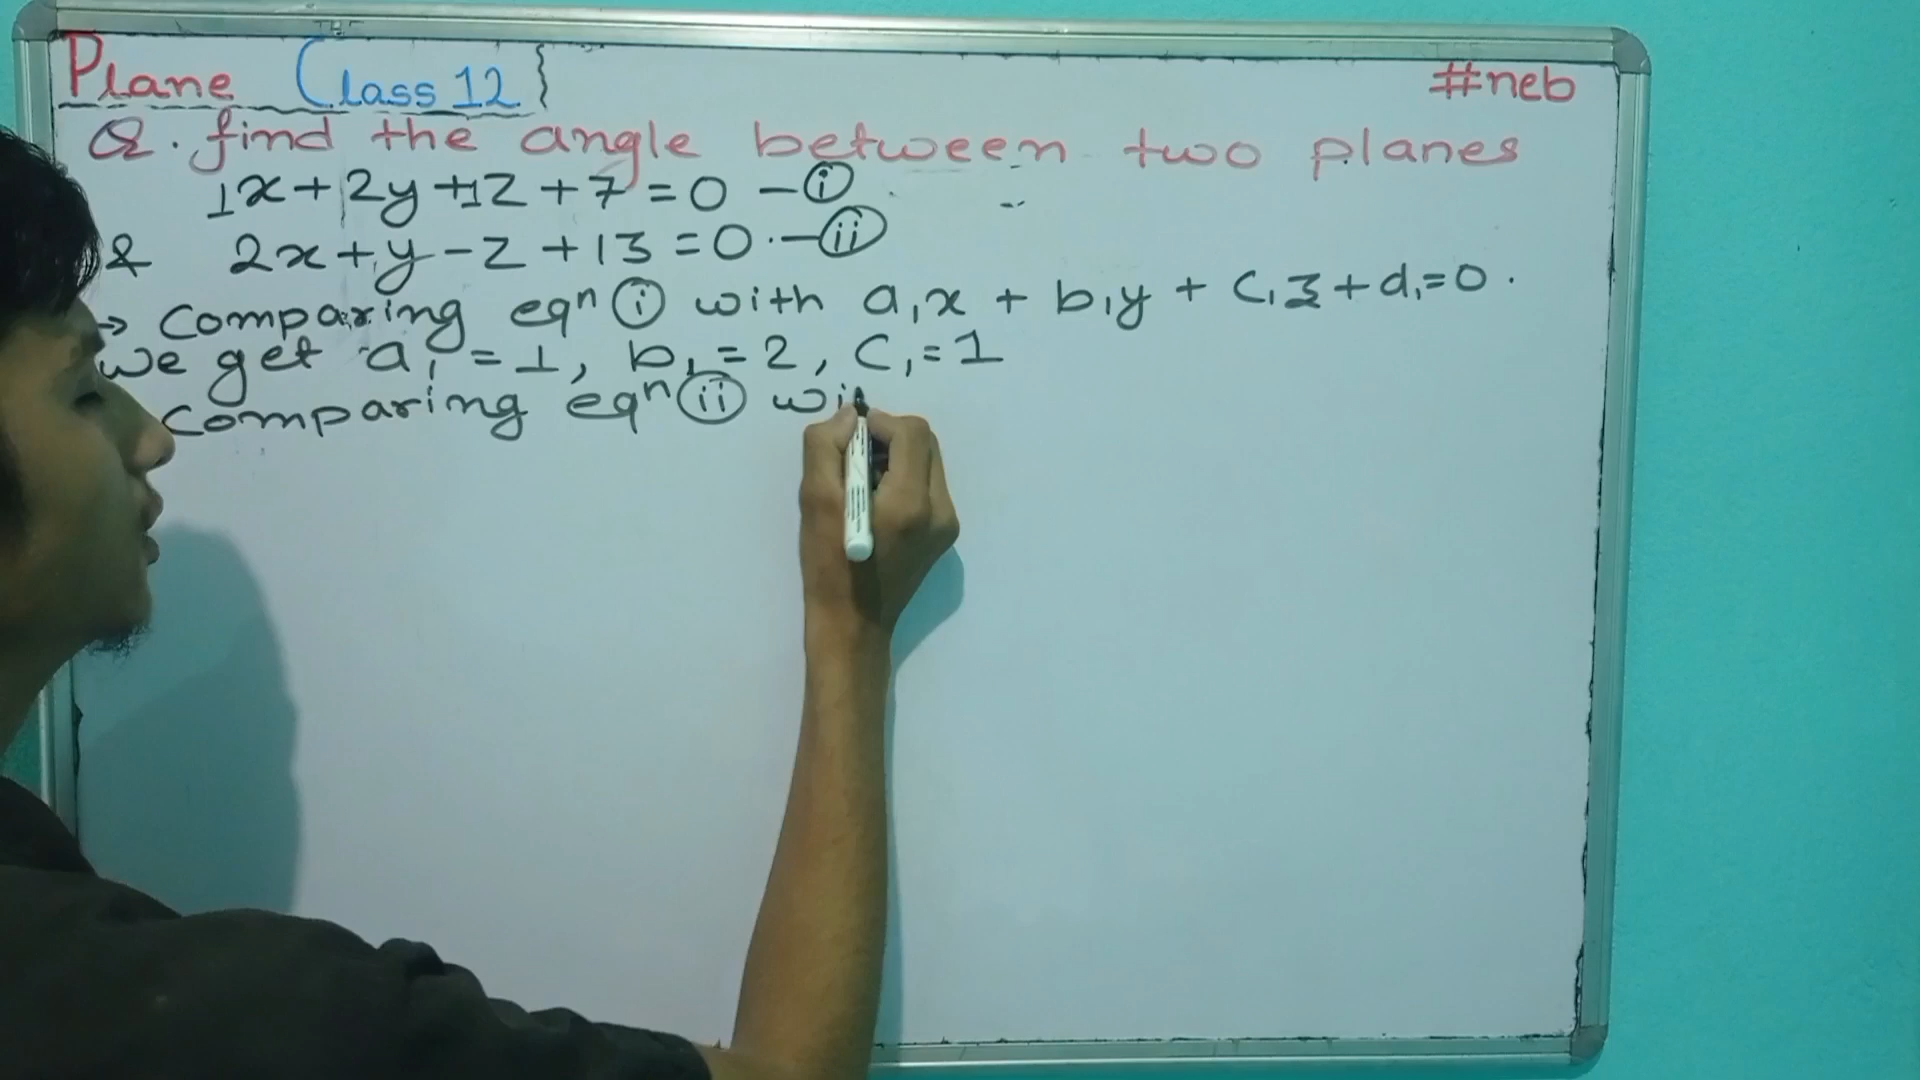 Plane Class 12}
#neb
Q. find the angle between two planes
1x+2y+1z+7=0 -(i)
& 2x+y-z+13=0.-(ii)
→ Comparing eqⁿ (i) with a₁x + b₁y + c₁z+d₁=0.
we get a₁=1, b₁=2, C₁=1
Comparing eqⁿ (ii) wi